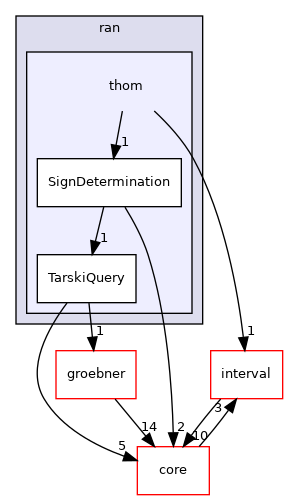 ran
thom
1
SignDetermination
1
TarskiQuery
1
1
groebner
interval
3
14
2
10
5
core